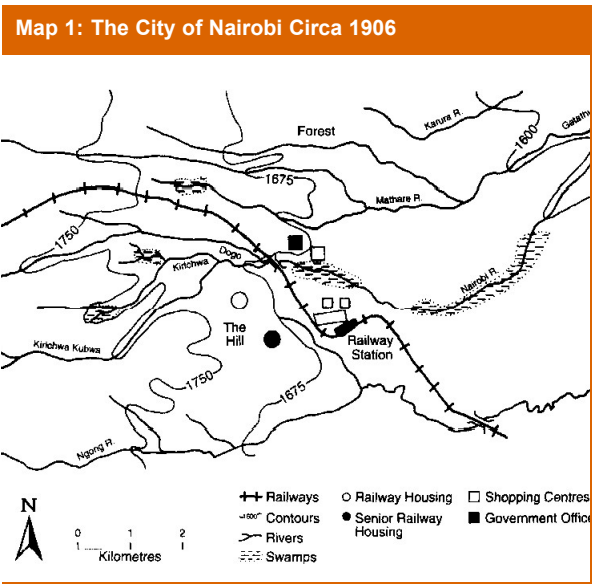 Map 1: The City of Nairobi Circa 1906
Forest
Karura R.
1600
Getathu
1675
Mathare R.
1750
Dogo
Kirichwa
Nairobi R.
The
Hill
Railway
Station
Kirichwa Kubwa
1750
1675
Ngong R.
N
0 1 2
Kilometres
Railways
1600
Contours
Rivers
Swamps
Railway Housing
Senior Railway
Housing
Shopping Centres
Government Office